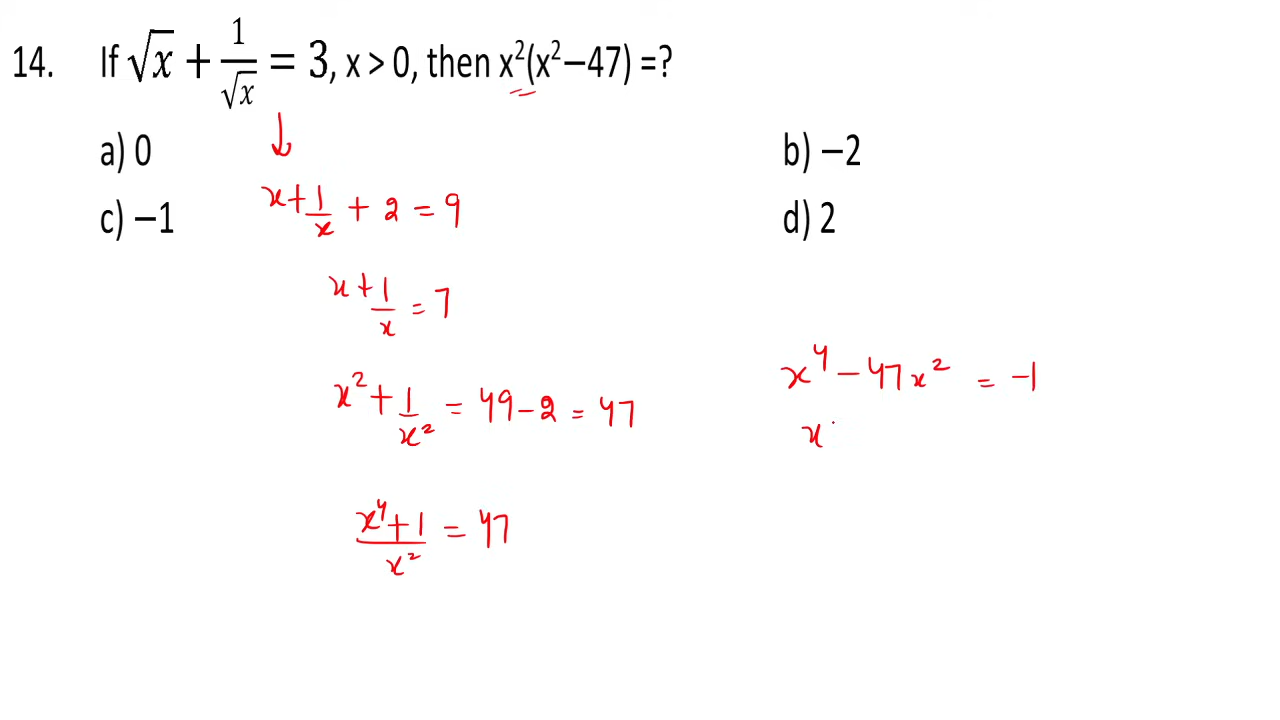 14. If √x + 1/√x = 3, x > 0, then x²(x²−47) =?
a) 0 b) −2
c) −1 d) 2
x + 1/x + 2 = 9
x + 1/x = 7
x² + 1/x² = 49 − 2 = 47
(x⁴ + 1)/x² = 47
x⁴ − 47x² = −1
x